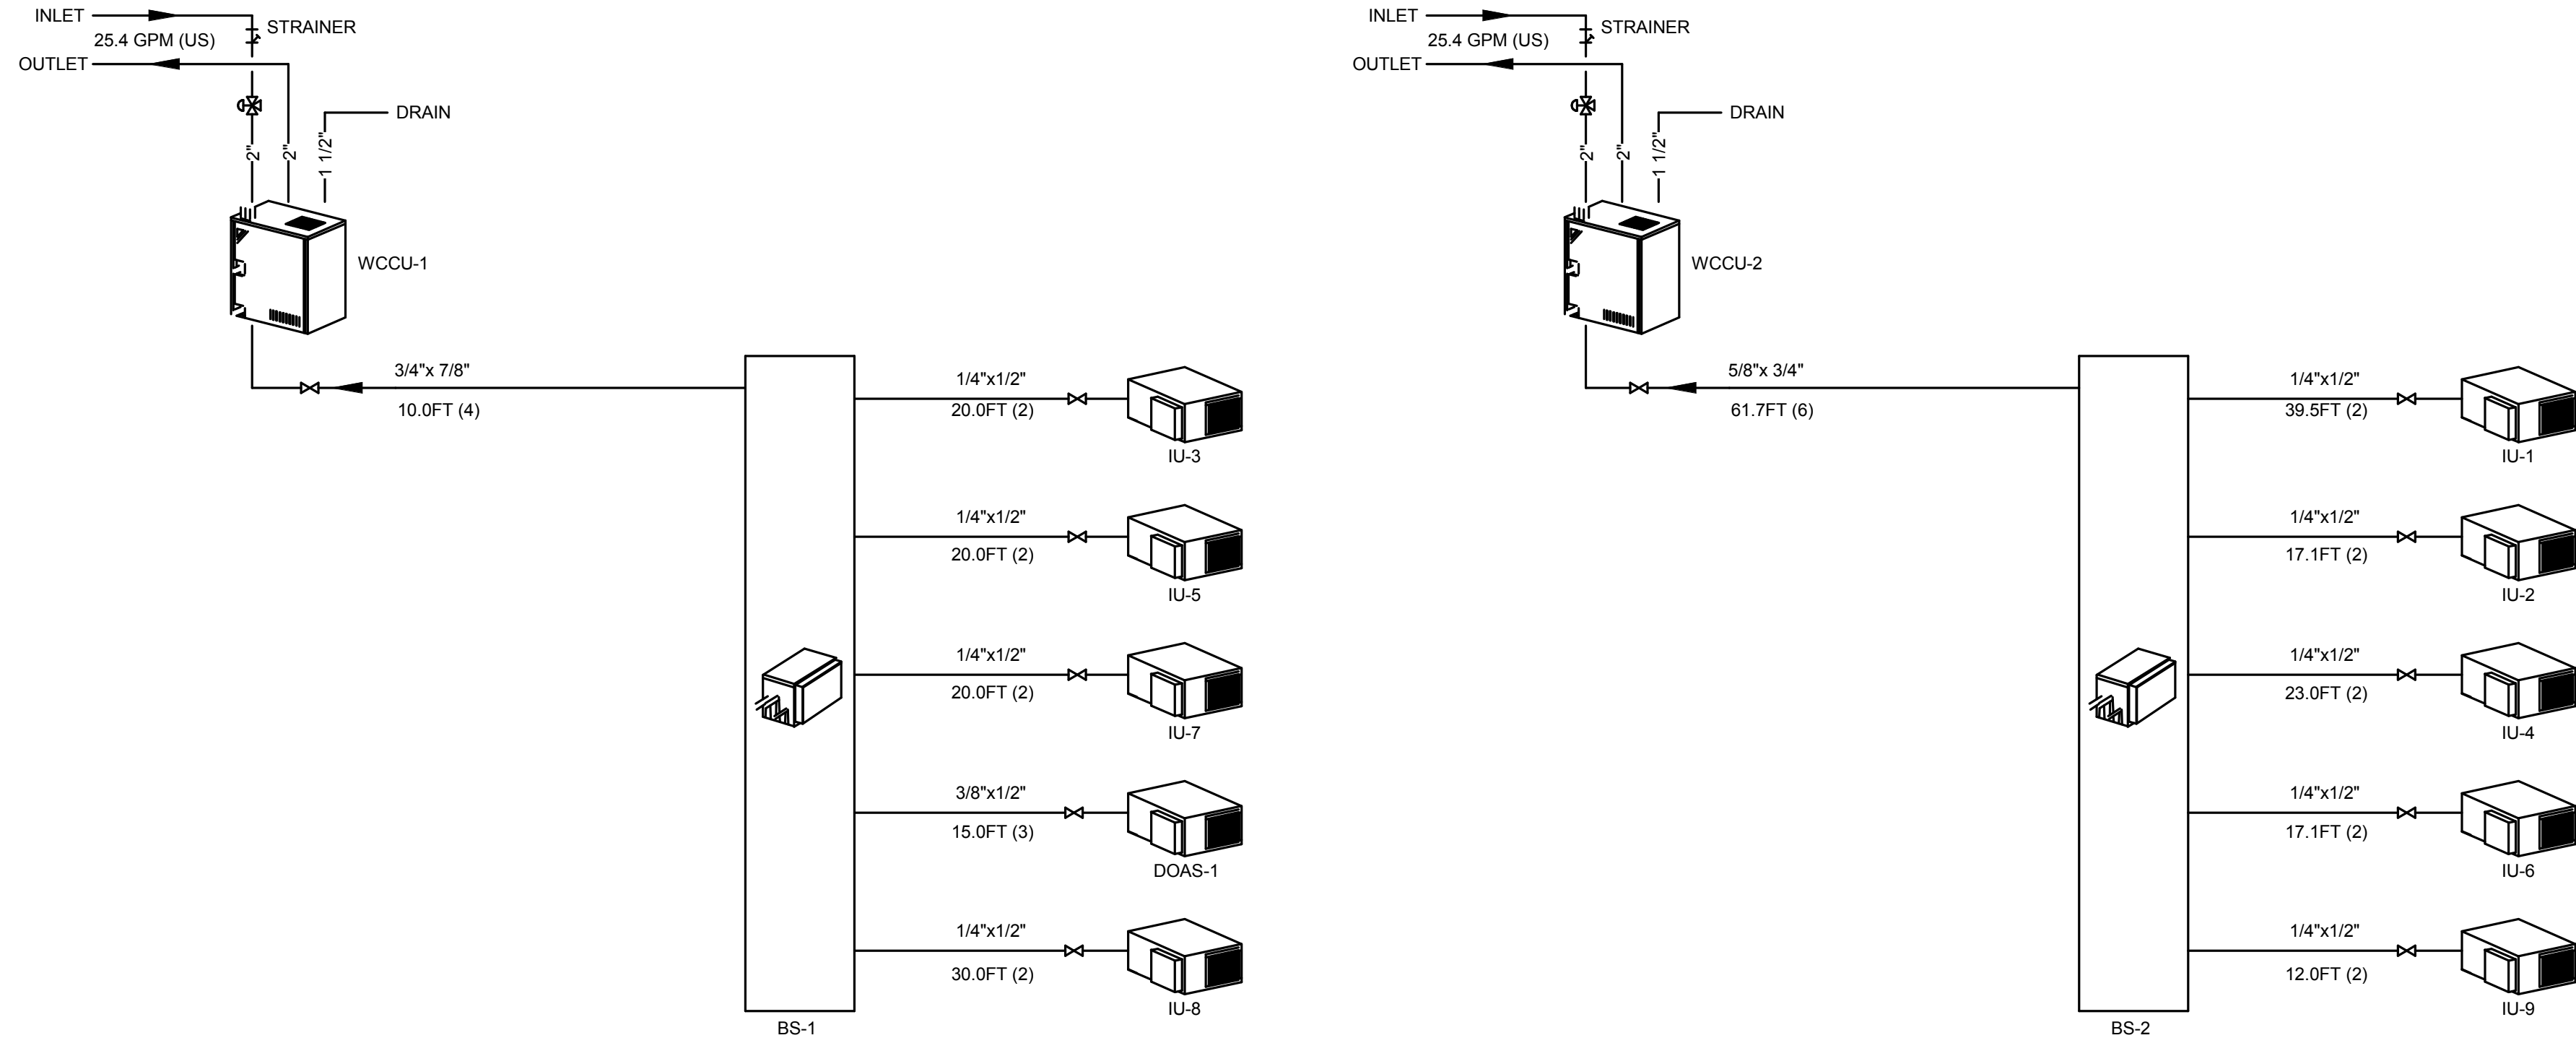 INLET
STRAINER
25.4 GPM (US)
OUTLET
DRAIN
2"
2"
1 1/2"
WCCU-1
3/4"x 7/8"
10.0FT (4)
1/4"x1/2"
20.0FT (2)
IU-3
1/4"x1/2"
20.0FT (2)
IU-5
1/4"x1/2"
20.0FT (2)
IU-7
3/8"x1/2"
15.0FT (3)
DOAS-1
1/4"x1/2"
30.0FT (2)
IU-8
BS-1
INLET
STRAINER
25.4 GPM (US)
OUTLET
DRAIN
2"
2"
1 1/2"
WCCU-2
5/8"x 3/4"
61.7FT (6)
1/4"x1/2"
39.5FT (2)
IU-1
1/4"x1/2"
17.1FT (2)
IU-2
1/4"x1/2"
23.0FT (2)
IU-4
1/4"x1/2"
17.1FT (2)
IU-6
1/4"x1/2"
12.0FT (2)
IU-9
BS-2